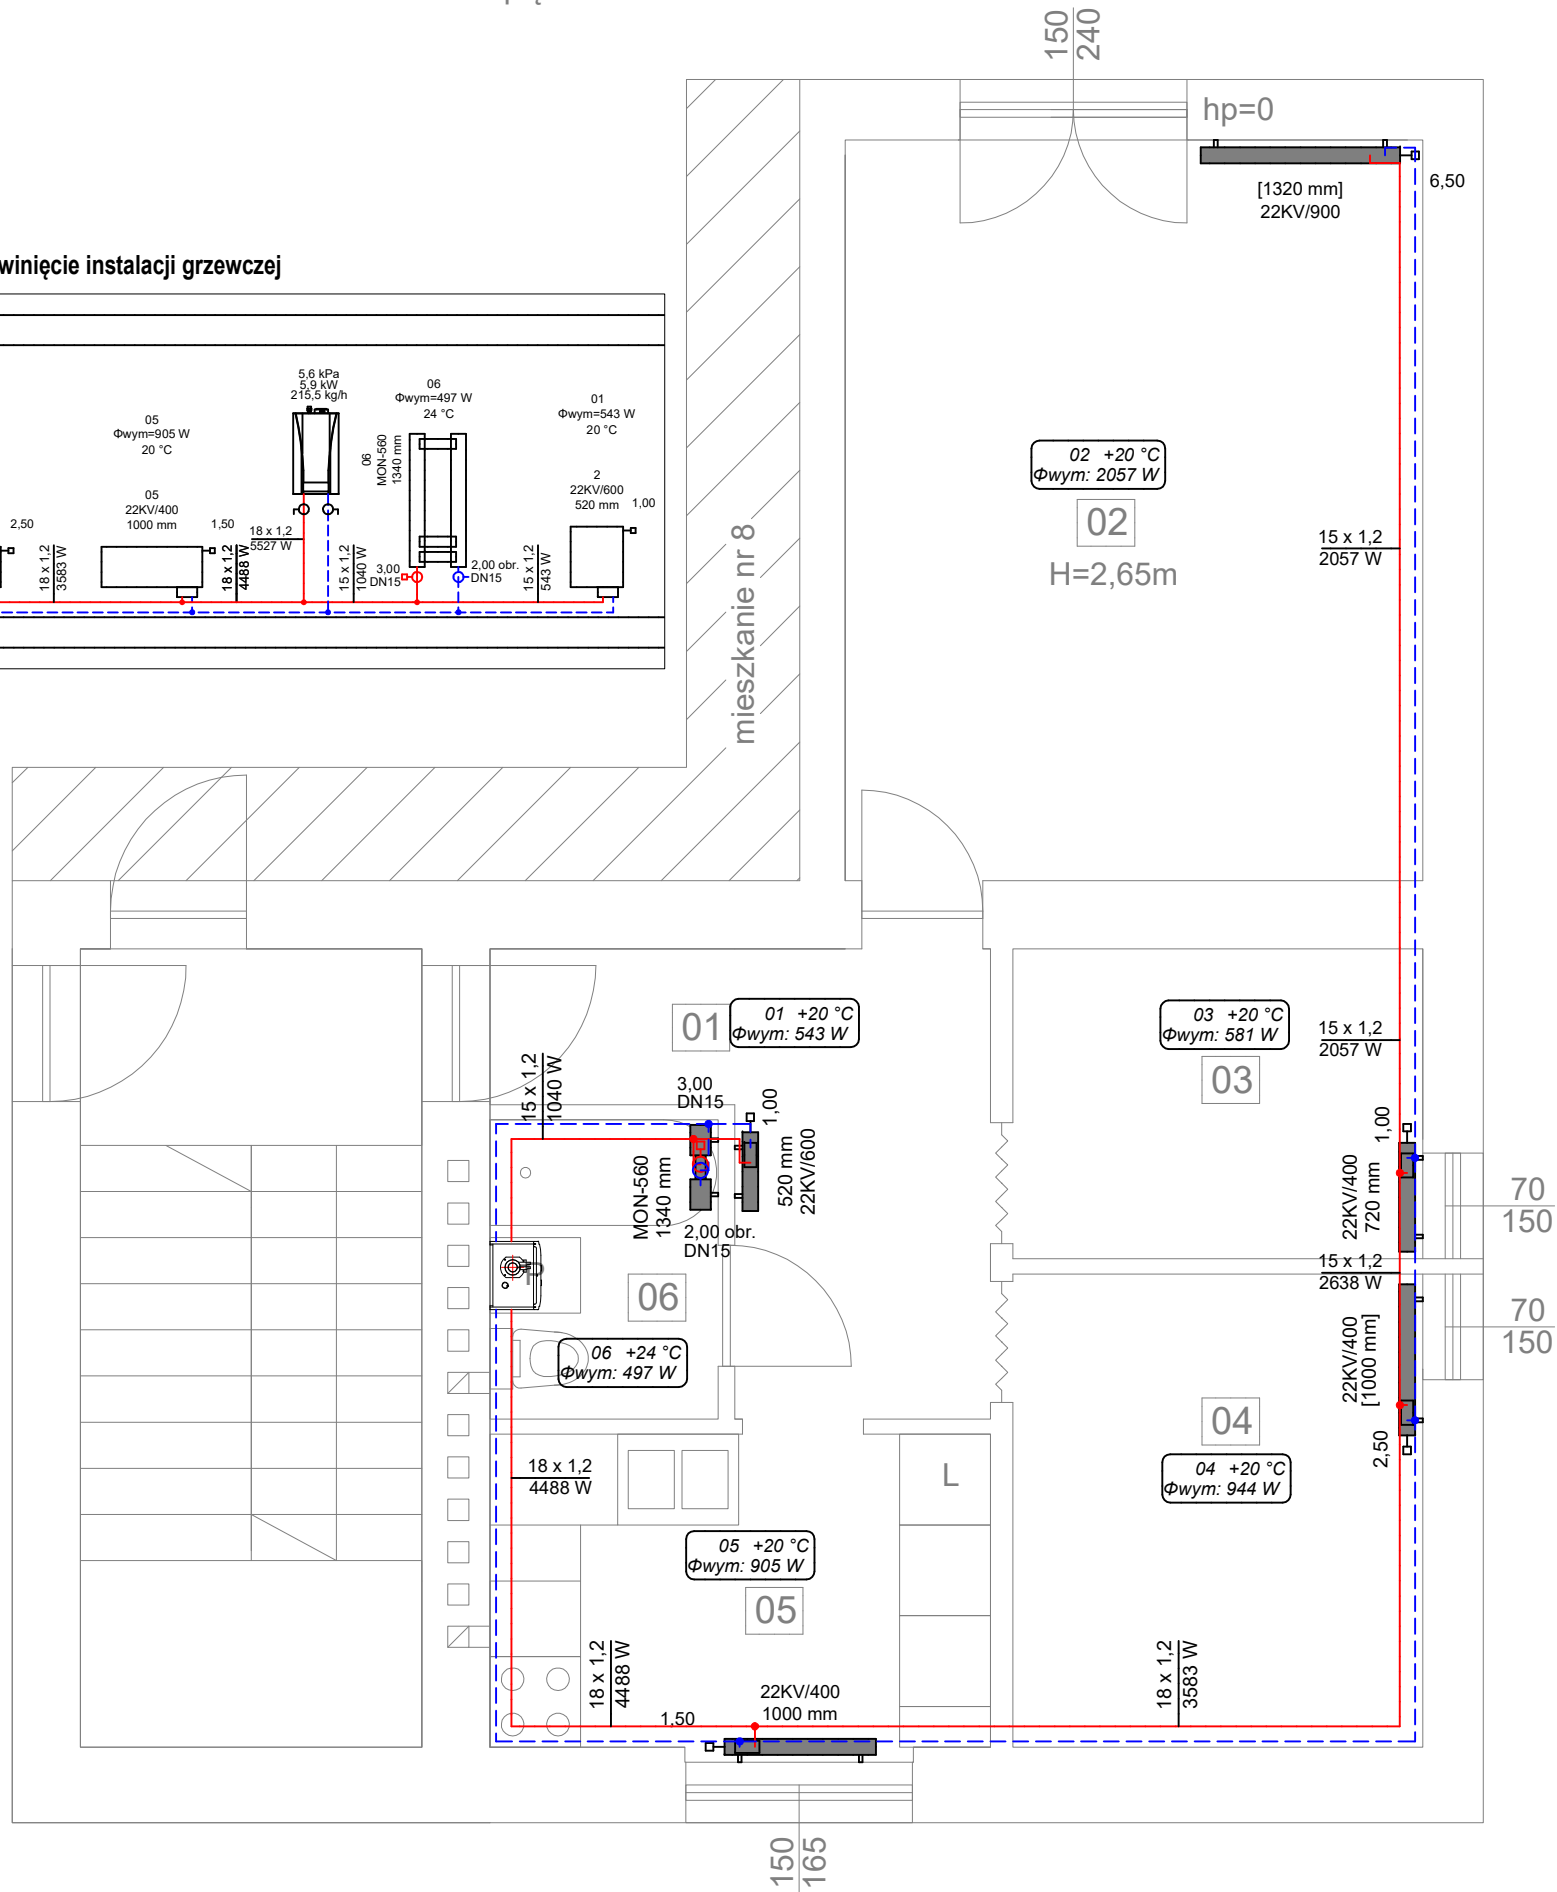 150
240
hp=0
6,50
[1320 mm]
22KV/900
winięcie instalacji grzewczej
5,6 kPa
5,9 kW
215,5 kg/h
06
Φwym=497 W
24 °C
01
Φwym=543 W
20 °C
05
Φwym=905 W
20 °C
06
MON-560
1340 mm
2
22KV/600
520 mm
1,00
05
22KV/400
1000 mm
2,50
1,50
18 x 1,2
3583 W
18 x 1,2
4488 W
18 x 1,2
5527 W
15 x 1,2
1040 W
3,00
DN15
2,00 obr.
DN15
15 x 1,2
543 W
mieszkanie nr 8
02 +20 °C
Φwym: 2057 W
02
H=2,65m
15 x 1,2
2057 W
01
01 +20 °C
Φwym: 543 W
03 +20 °C
Φwym: 581 W
03
15 x 1,2
2057 W
15 x 1,2
1040 W
3,00
DN15
1,00
520 mm
22KV/600
MON-560
1340 mm
2,00 obr.
DN15
1,00
22KV/400
720 mm
70
150
15 x 1,2
2638 W
70
150
P
06
06 +24 °C
Φwym: 497 W
22KV/400
[1000 mm]
2,50
04
04 +20 °C
Φwym: 944 W
18 x 1,2
4488 W
L
05 +20 °C
Φwym: 905 W
05
18 x 1,2
4488 W
1,50
22KV/400
1000 mm
18 x 1,2
3583 W
150
165